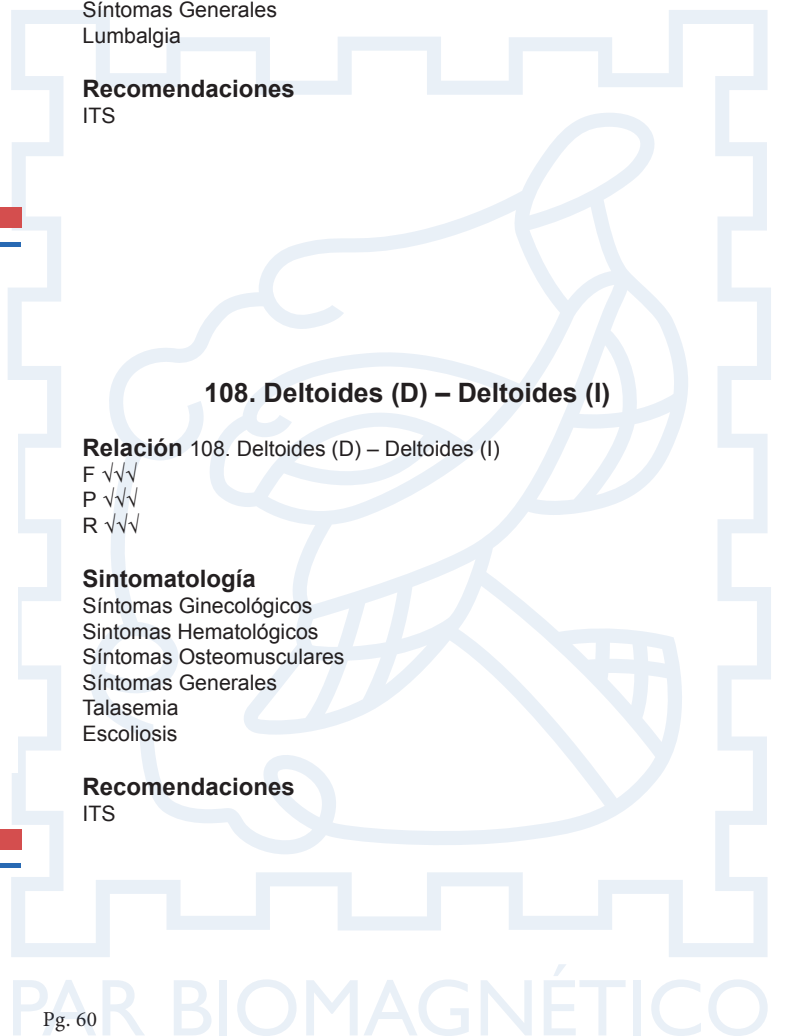 Síntomas Generales
Lumbalgia
Recomendaciones
ITS
108. Deltoides (D) – Deltoides (I)
Relación 108. Deltoides (D) – Deltoides (I)
F √√√
P √√√
R √√√
Sintomatología
Síntomas Ginecológicos
Sintomas Hematológicos
Síntomas Osteomusculares
Síntomas Generales
Talasemia
Escoliosis
Recomendaciones
ITS
PAR BIOMAGNÉTICO
Pg. 60